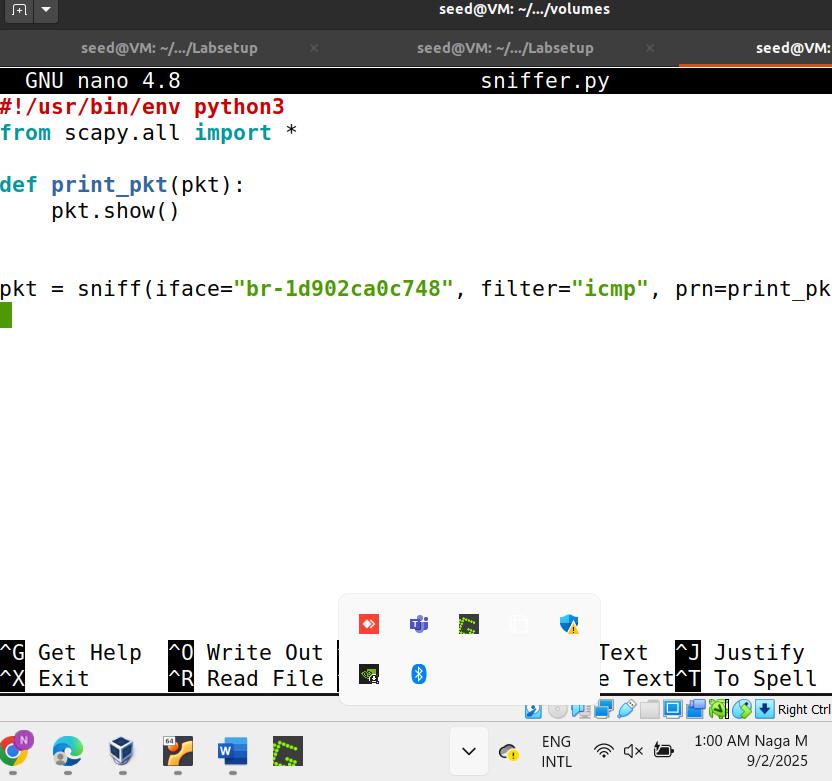 seed@VM: ~/.../volumes
seed@VM: ~/.../Labsetup × seed@VM: ~/.../Labsetup × seed@VM:
GNU nano 4.8 sniffer.py
#!/usr/bin/env python3
from scapy.all import *
def print_pkt(pkt):
pkt.show()
pkt = sniff(iface="br-1d902ca0c748", filter="icmp", prn=print_pk
^G Get Help ^O Write Out Text ^J Justify
^X Exit ^R Read File e Text ^T To Spell
Right Ctrl
N
64
W
ENG
INTL
1:00 AM Naga M
9/2/2025